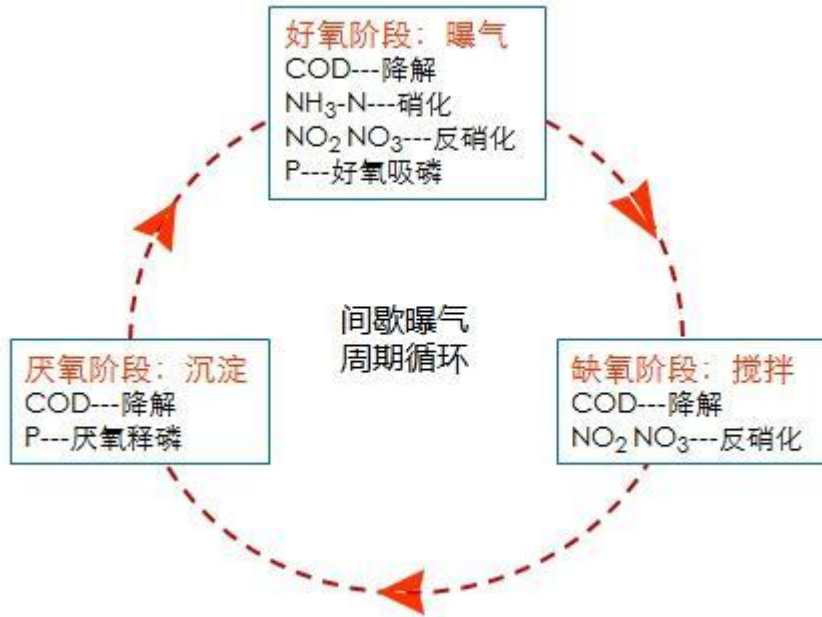 好氧阶段：曝气
COD---降解
NH₃-N---硝化
NO₂ NO₃---反硝化
P---好氧吸磷
间歇曝气
周期循环
厌氧阶段：沉淀
COD---降解
P---厌氧释磷
缺氧阶段：搅拌
COD---降解
NO₂ NO₃---反硝化